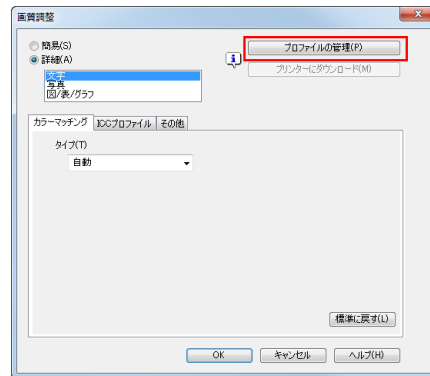 画質調整
簡易(S)
プロファイルの管理(P)
詳細(A)
プリンターにダウンロード(M)
文字
写真
図/表/グラフ
カラーマッチング ICCプロファイル その他
タイプ(T)
自動
標準に戻す(L)
OK キャンセル ヘルプ(H)